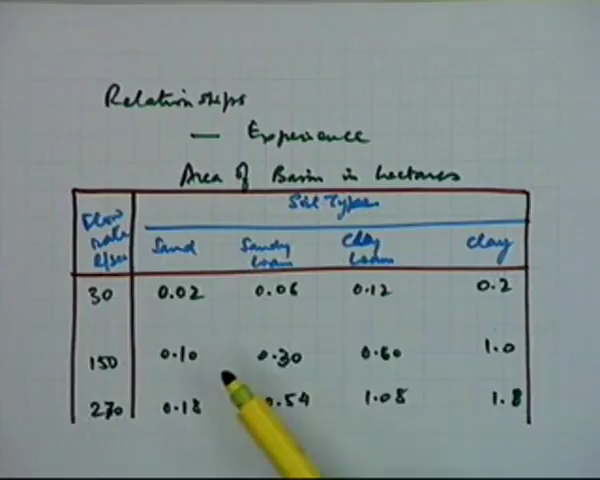 Relationships
— Experience
Area of Basin in hectares
Flow rate l/sec
Soil Types
Sand Sandy loam Clay loam Clay
30 0.02 0.06 0.12 0.2
150 0.10 0.30 0.60 1.0
270 0.18 0.54 1.08 1.8